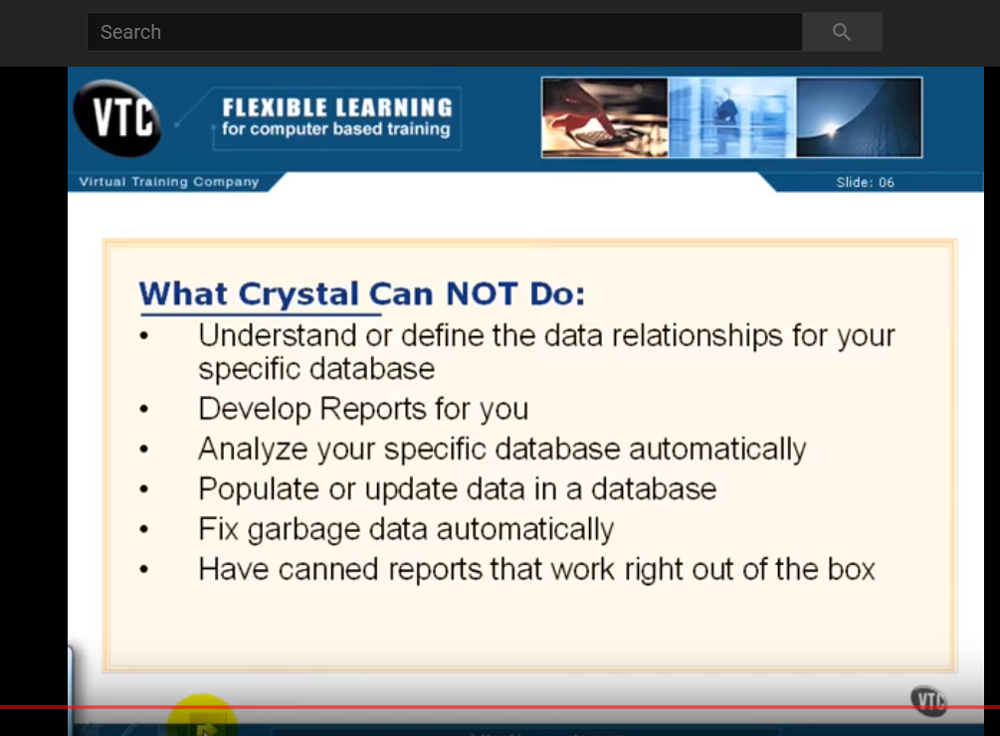 Search
VTC
FLEXIBLE LEARNING
for computer based training
Virtual Training Company
Slide: 06
What Crystal Can NOT Do:
• Understand or define the data relationships for your
specific database
• Develop Reports for you
• Analyze your specific database automatically
• Populate or update data in a database
• Fix garbage data automatically
• Have canned reports that work right out of the box
VTC